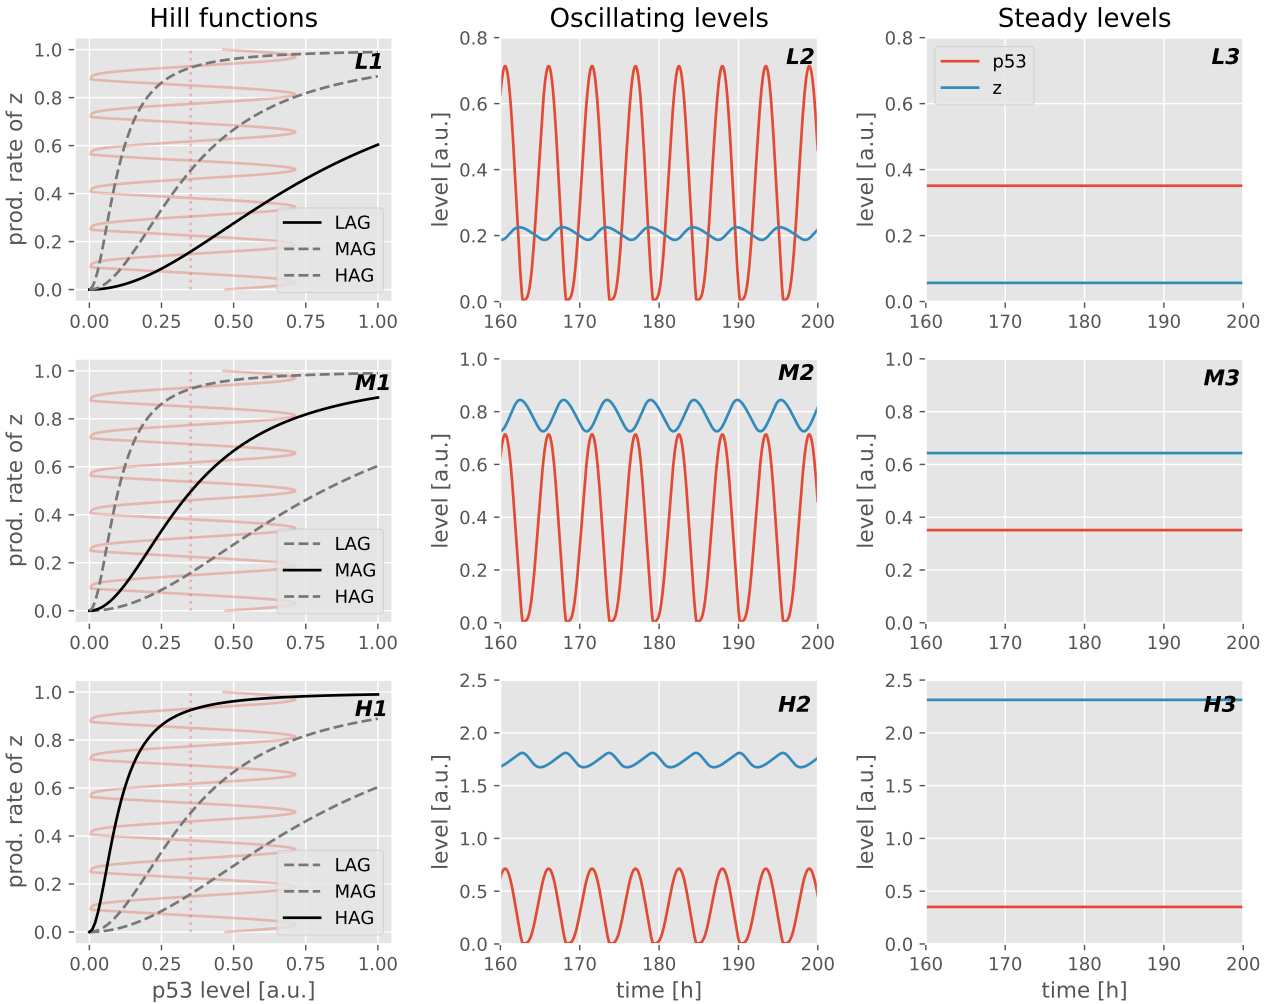 Hill functions
Oscillating levels
Steady levels
L1
prod. rate of z
1.0
0.8
0.6
0.4
0.2
0.0
LAG
MAG
HAG
0.00 0.25 0.50 0.75 1.00
L2
level [a.u.]
0.8
0.6
0.4
0.2
0.0
160 170 180 190 200
L3
level [a.u.]
0.8
0.6
0.4
0.2
0.0
p53
z
160 170 180 190 200
M1
prod. rate of z
1.0
0.8
0.6
0.4
0.2
0.0
LAG
MAG
HAG
0.00 0.25 0.50 0.75 1.00
M2
level [a.u.]
1.0
0.8
0.6
0.4
0.2
0.0
160 170 180 190 200
M3
level [a.u.]
1.0
0.8
0.6
0.4
0.2
0.0
160 170 180 190 200
H1
prod. rate of z
1.0
0.8
0.6
0.4
0.2
0.0
LAG
MAG
HAG
0.00 0.25 0.50 0.75 1.00
p53 level [a.u.]
H2
level [a.u.]
2.5
2.0
1.5
1.0
0.5
0.0
160 170 180 190 200
time [h]
H3
level [a.u.]
2.5
2.0
1.5
1.0
0.5
0.0
160 170 180 190 200
time [h]